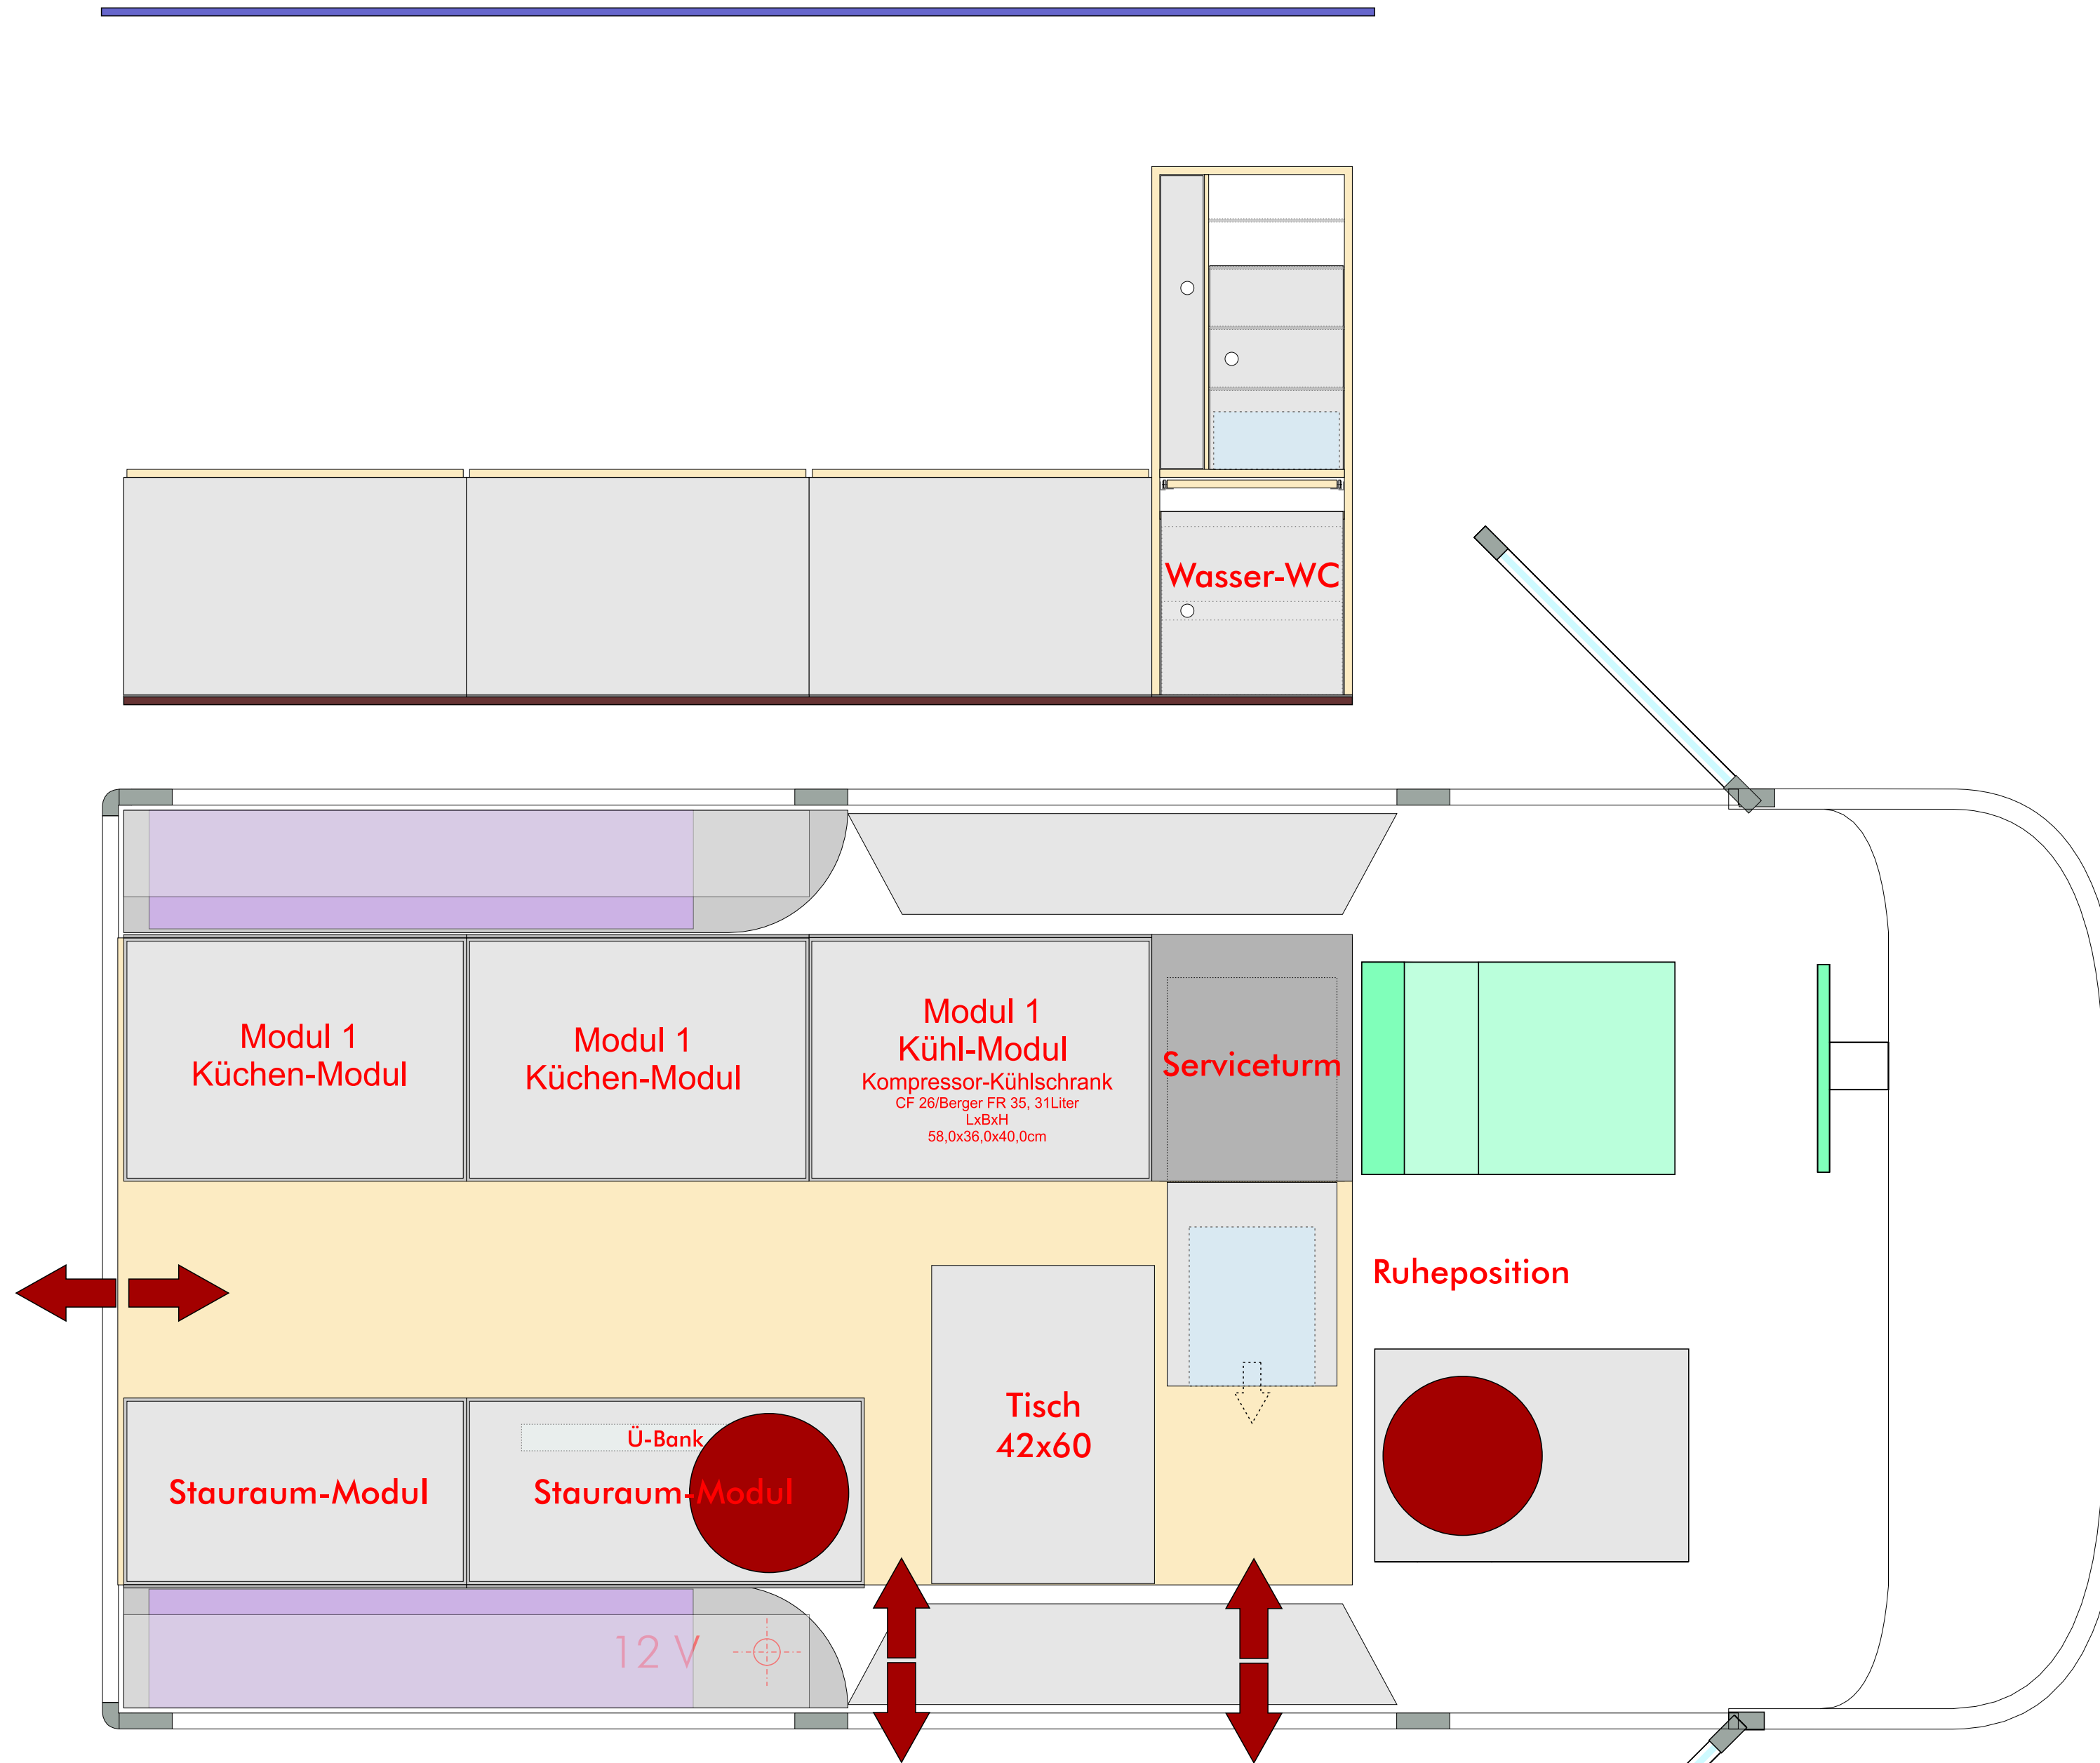 Wasser-WC
Modul 1
Küchen-Modul
Modul 1
Küchen-Modul
Modul 1
Kühl-Modul
Kompressor-Kühlschrank
CF 26/Berger FR 35, 31Liter
LxBxH
58,0x36,0x40,0cm
Serviceturm
Ruheposition
Tisch
42x60
Ü-Bank
Stauraum-Modul
Stauraum-Modul
12 V